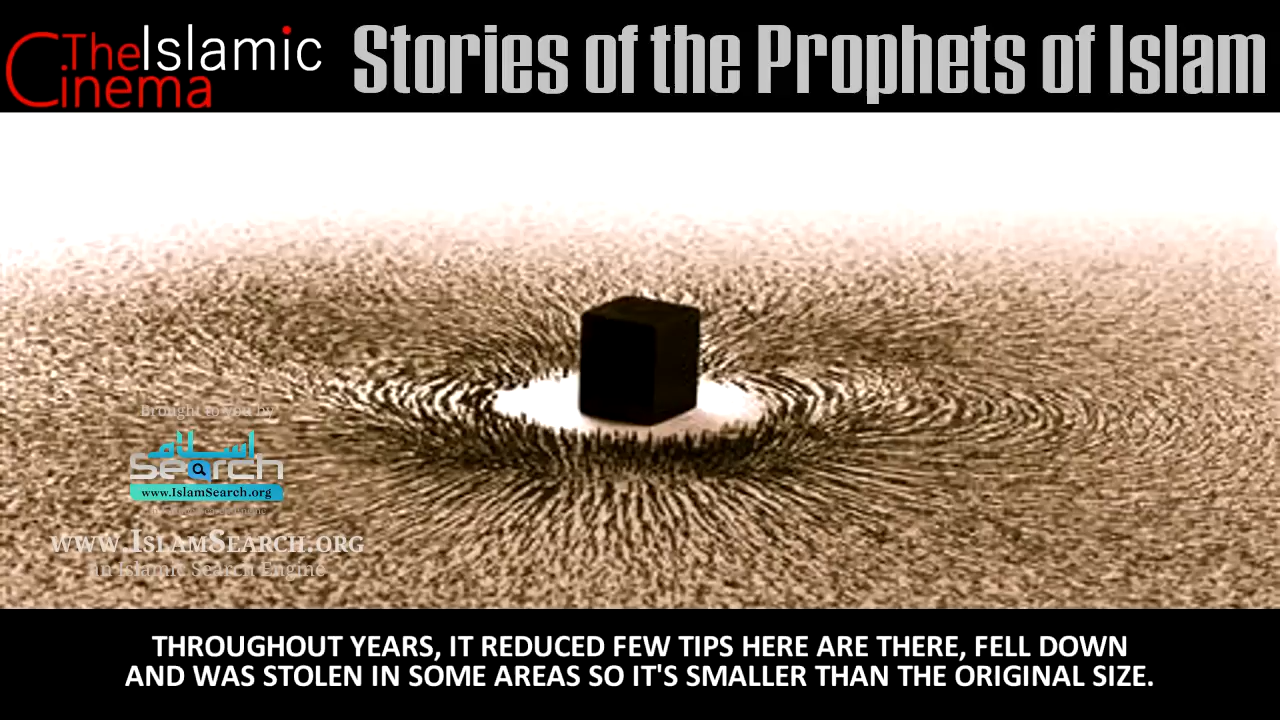 TheIslamic
Cinema
Stories of the Prophets of Islam
Brought to you by
اسلام
Search
www.IslamSearch.org
www.IslamSearch.org
an Islamic Search Engine
THROUGHOUT YEARS, IT REDUCED FEW TIPS HERE ARE THERE, FELL DOWN
AND WAS STOLEN IN SOME AREAS SO IT'S SMALLER THAN THE ORIGINAL SIZE.